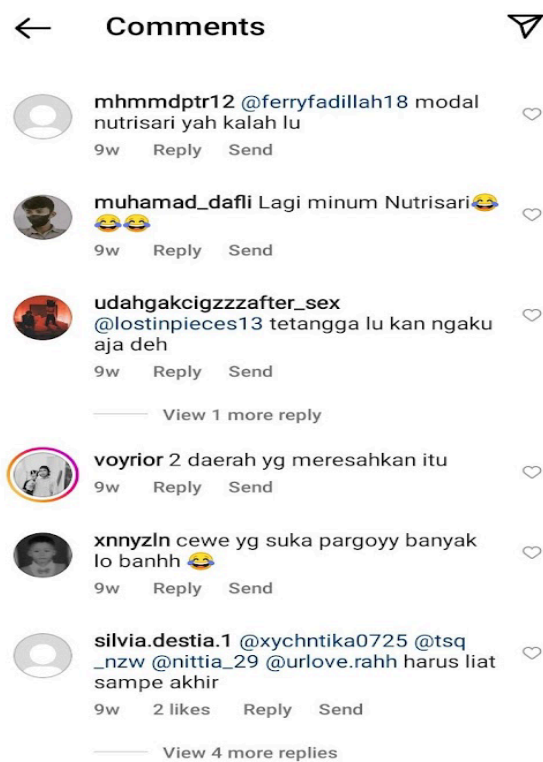 Comments
mhmmdptr12 @ferryfadillah18 modal
nutrisari yah kalah lu
9w Reply Send
muhamad_dafli Lagi minum Nutrisari😂
😂😂
9w Reply Send
udahgakcigzzzafter_sex
@lostinpieces13 tetangga lu kan ngaku
aja deh
9w Reply Send
View 1 more reply
voyrior 2 daerah yg meresahkan itu
9w Reply Send
xnnyzln cewe yg suka pargoyy banyak
lo banhh 😂
9w Reply Send
silvia.destia.1 @xychntika0725 @tsq
_nzw @nittia_29 @urlove.rahh harus liat
sampe akhir
9w 2 likes Reply Send
View 4 more replies